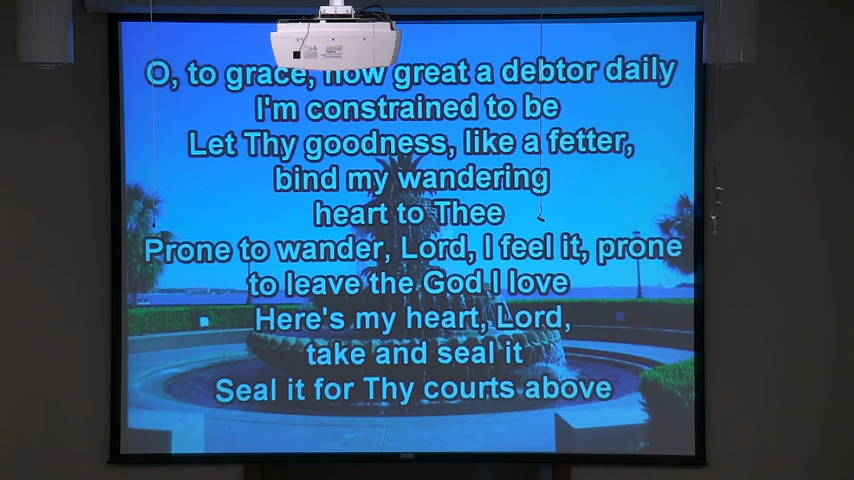 O, to grace, how great a debtor daily
I'm constrained to be
Let Thy goodness, like a fetter,
bind my wandering
heart to Thee
Prone to wander, Lord, I feel it, prone
to leave the God I love
Here's my heart, Lord,
take and seal it
Seal it for Thy courts above